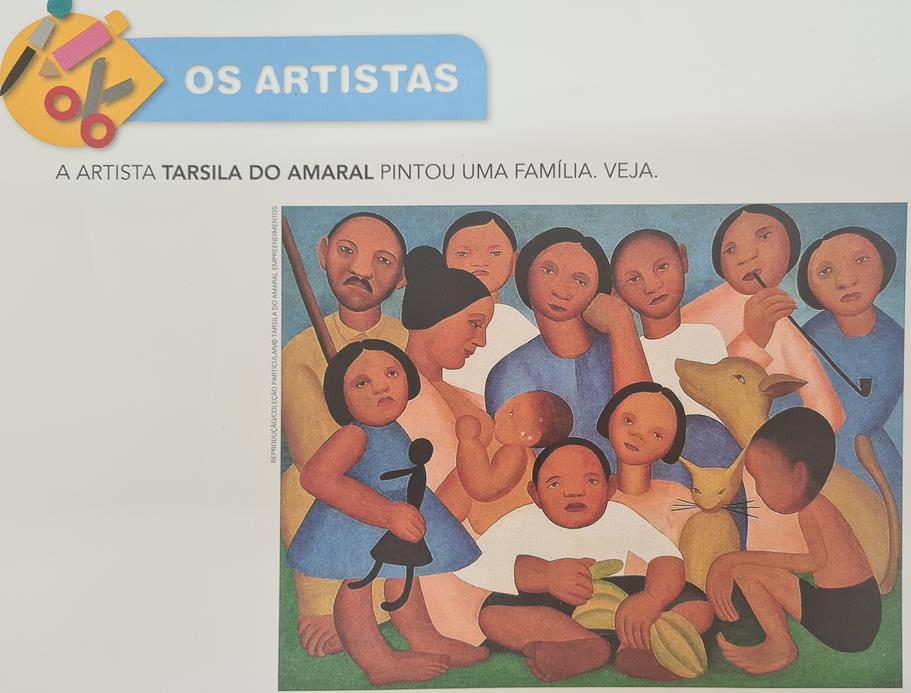 OS ARTISTAS
A ARTISTA TARSILA DO AMARAL PINTOU UMA FAMÍLIA. VEJA.
REPRODUÇÃO/COLEÇÃO PARTICULAR/© TARSILA DO AMARAL EMPREENDIMENTOS